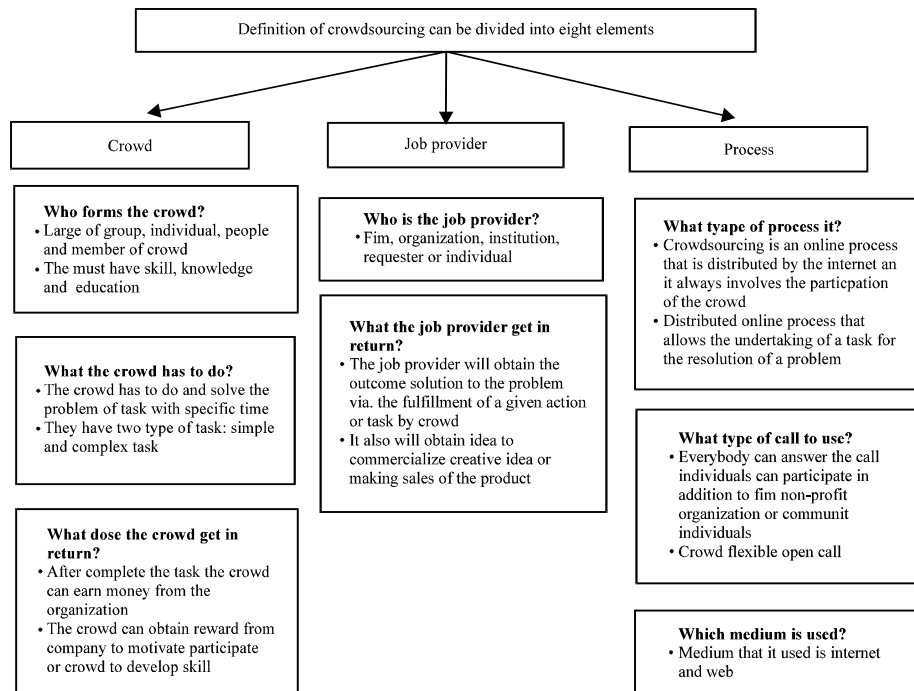 Definition of crowdsourcing can be divided into eight elements
Crowd
Job provider
Process
Who forms the crowd?
• Large of group, individual, people
and member of crowd
• The must have skill, knowledge
and education
What the crowd has to do?
• The crowd has to do and solve the
problem of task with specific time
• They have two type of task: simple
and complex task
What dose the crowd get in
return?
• After complete the task the crowd
can earn money from the
organization
• The crowd can obtain reward from
company to motivate participate
or crowd to develop skill
Who is the job provider?
• Fim, organization, institution,
requester or individual
What the job provider get in
return?
• The job provider will obtain the
outcome solution to the problem
via. the fulfillment of a given action
or task by crowd
• It also will obtain idea to
commercialize creative idea or
making sales of the product
What tyape of process it?
• Crowdsourcing is an online process
that is distributed by the internet an
it always involves the particpation
of the crowd
• Distributed online process that
allows the undertaking of a task for
the resolution of a problem
What type of call to use?
• Everybody can answer the call
individuals can participate in
addition to fim non-profit
organization or communit
individuals
• Crowd flexible open call
Which medium is used?
• Medium that it used is internet
and web